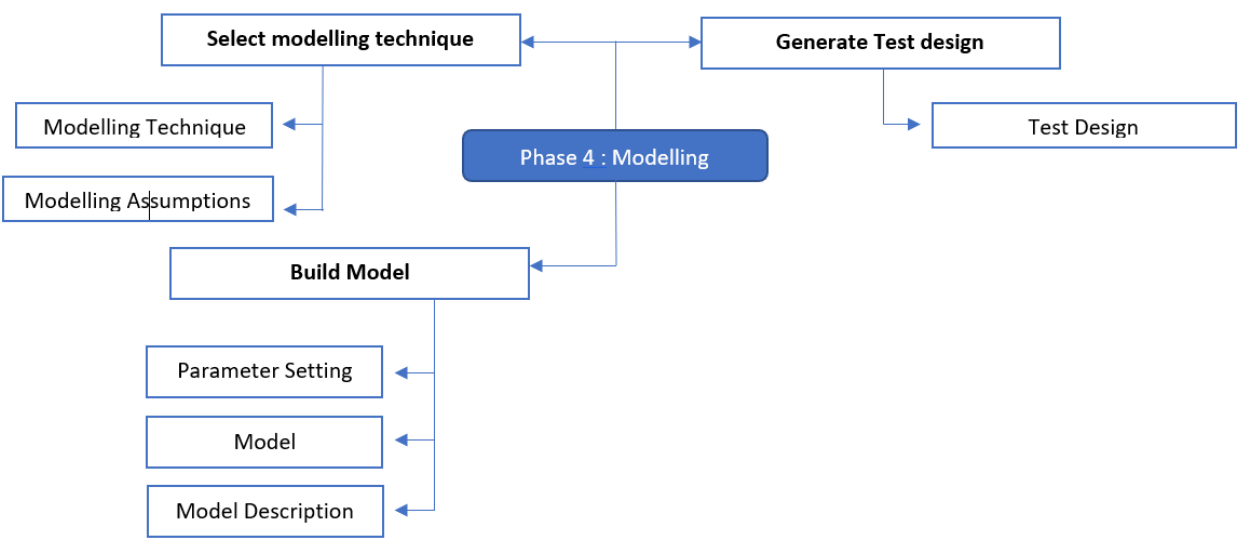 Select modelling technique
Generate Test design
Modelling Technique
Test Design
Phase 4 : Modelling
Modelling Assumptions
Build Model
Parameter Setting
Model
Model Description